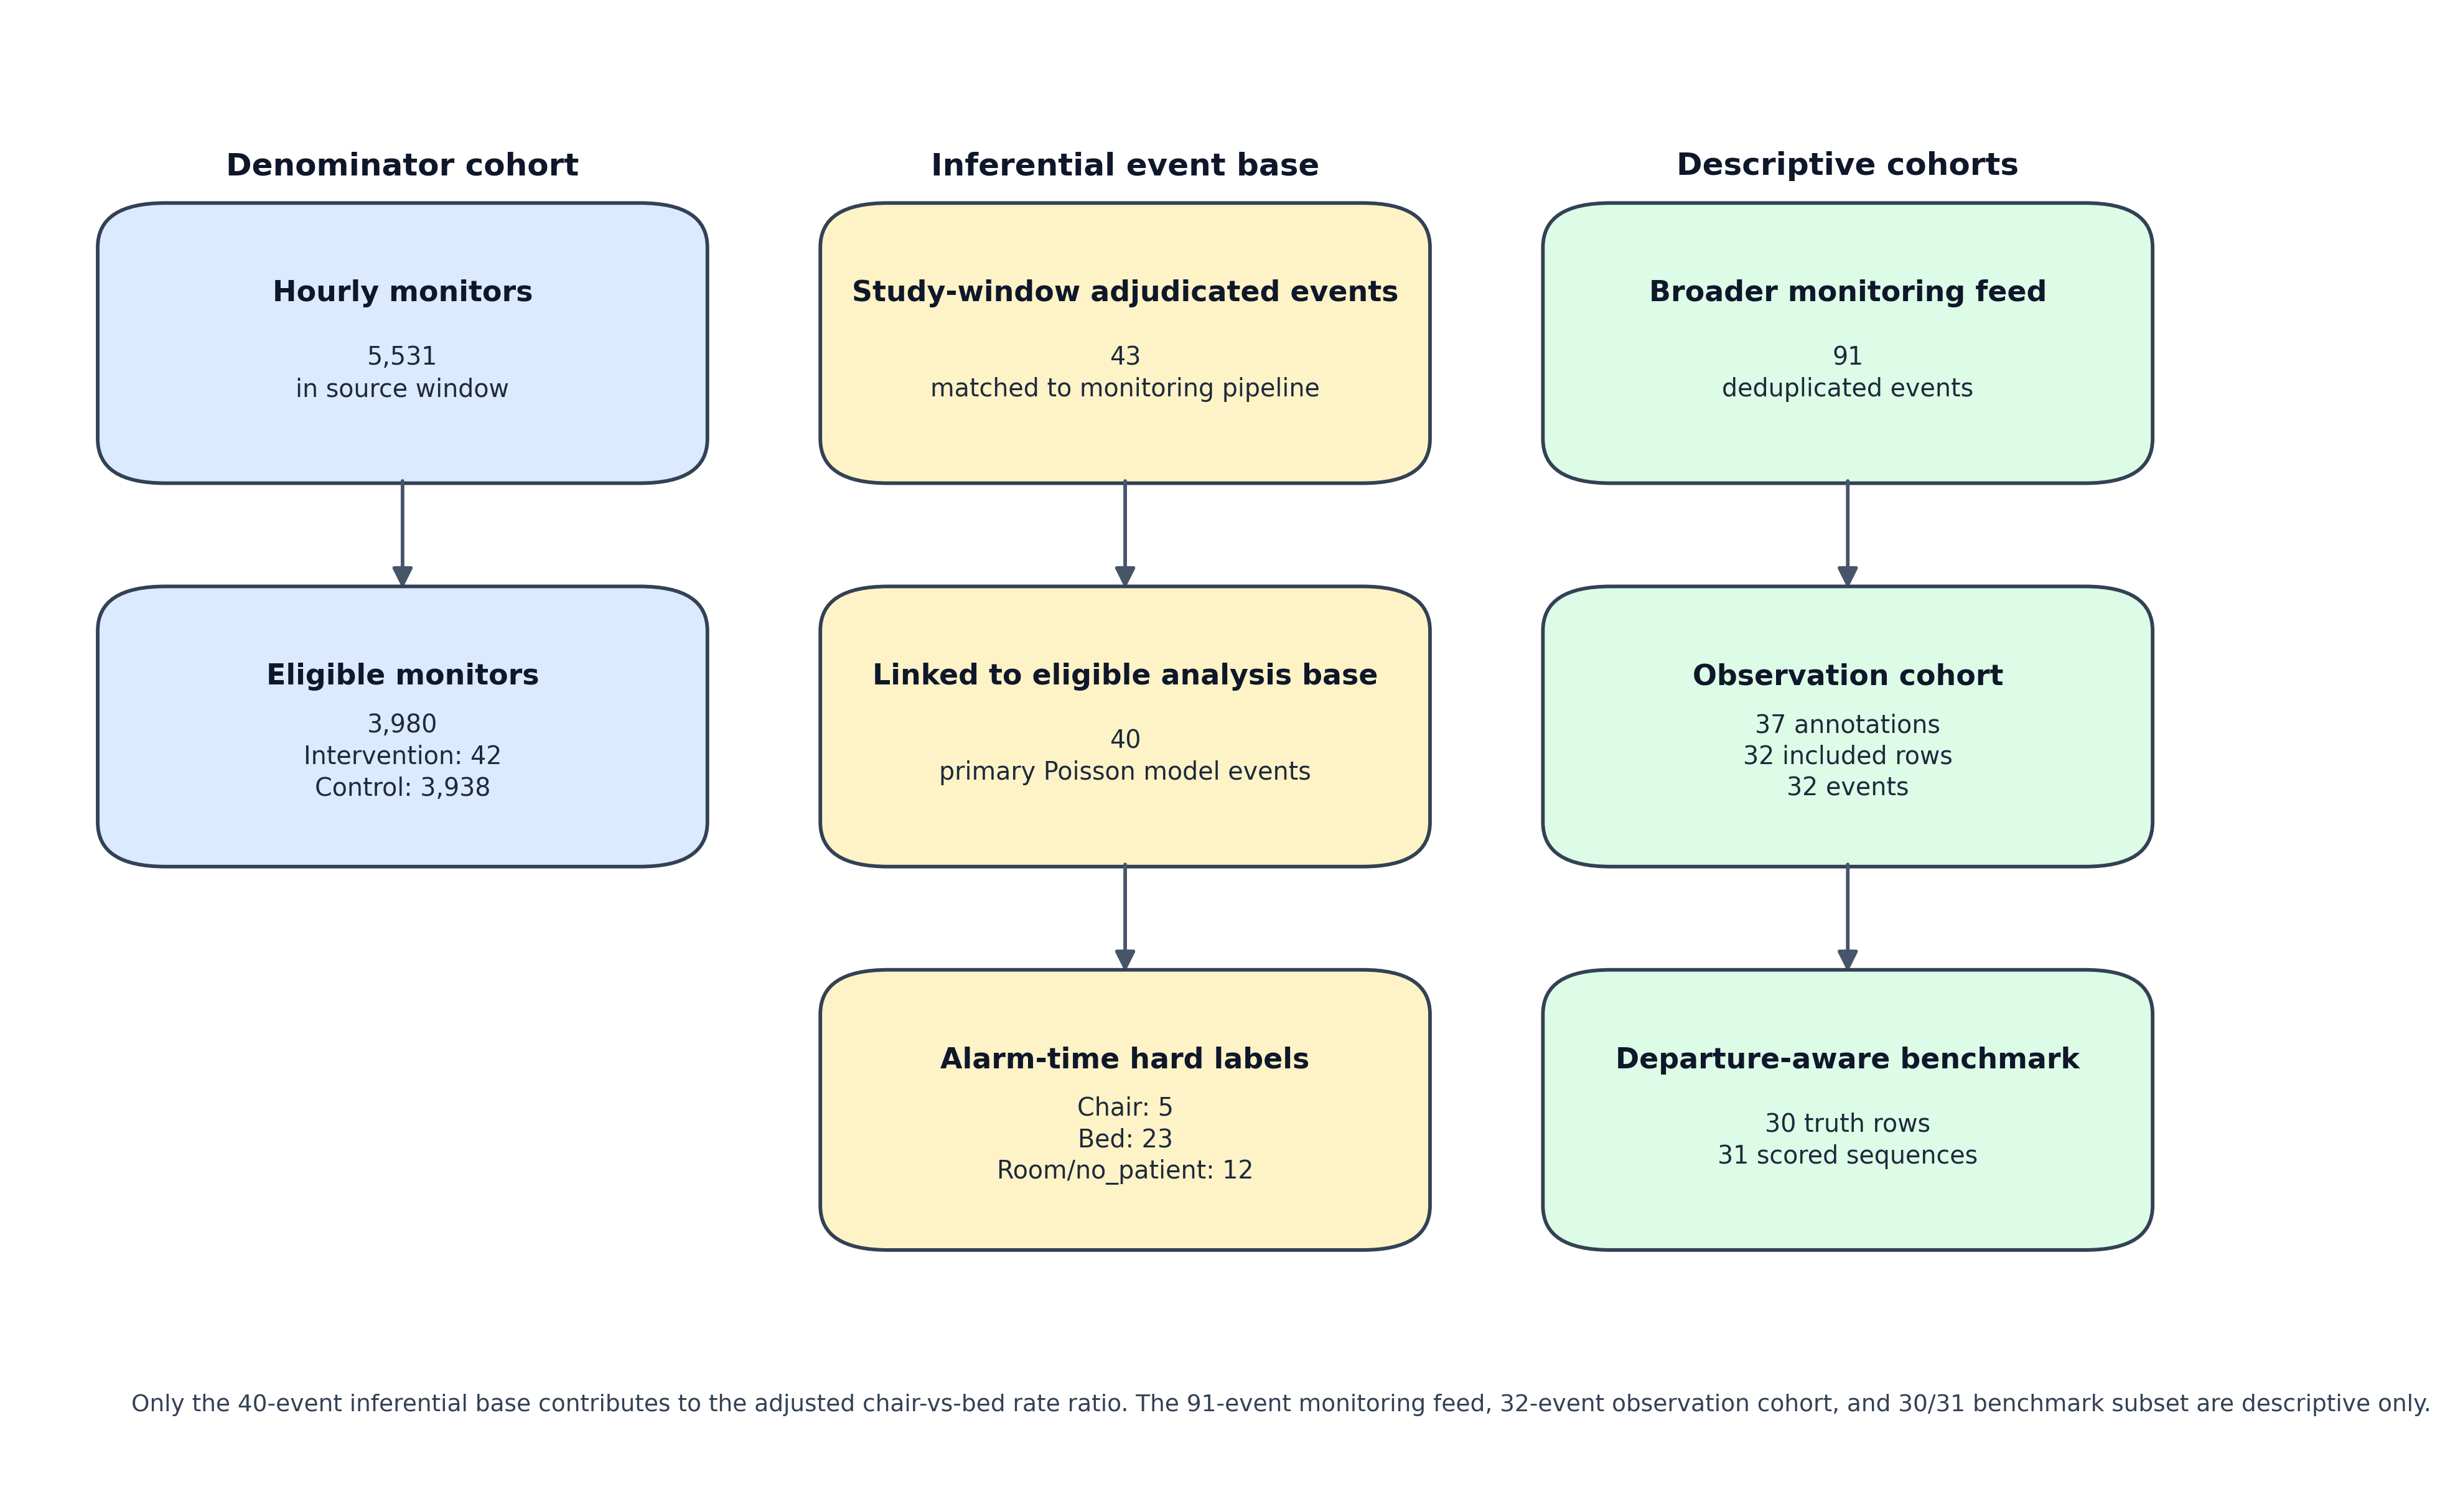 Denominator cohort
Hourly monitors
5,531
in source window
Eligible monitors
3,980
Intervention: 42
Control: 3,938
Inferential event base
Study-window adjudicated events
43
matched to monitoring pipeline
Linked to eligible analysis base
40
primary Poisson model events
Alarm-time hard labels
Chair: 5
Bed: 23
Room/no_patient: 12
Descriptive cohorts
Broader monitoring feed
91
deduplicated events
Observation cohort
37 annotations
32 included rows
32 events
Departure-aware benchmark
30 truth rows
31 scored sequences
Only the 40-event inferential base contributes to the adjusted chair-vs-bed rate ratio. The 91-event monitoring feed, 32-event observation cohort, and 30/31 benchmark subset are descriptive only.